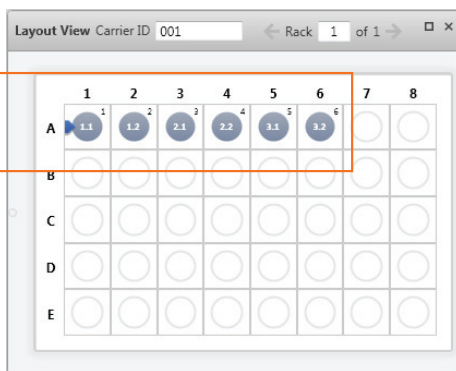 Layout View Carrier ID 001 Rack 1 of 1
1 2 3 4 5 6 7 8
A 1.1 1 1.2 2 2.1 3 2.2 4 3.1 5 3.2 6
B
C
D
E